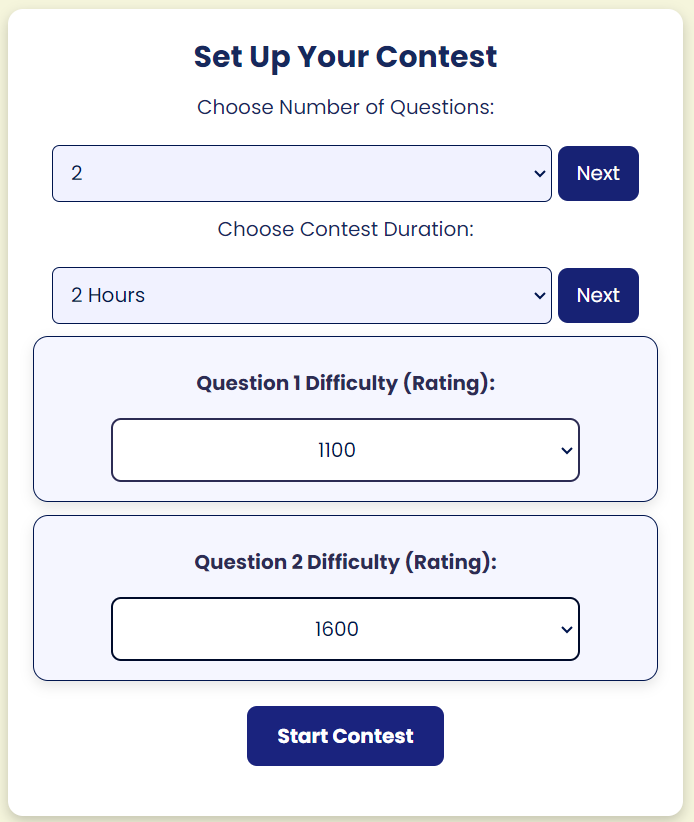 Set Up Your Contest
Choose Number of Questions:
2
Next
Choose Contest Duration:
2 Hours
Next
Question 1 Difficulty (Rating):
1100
Question 2 Difficulty (Rating):
1600
Start Contest